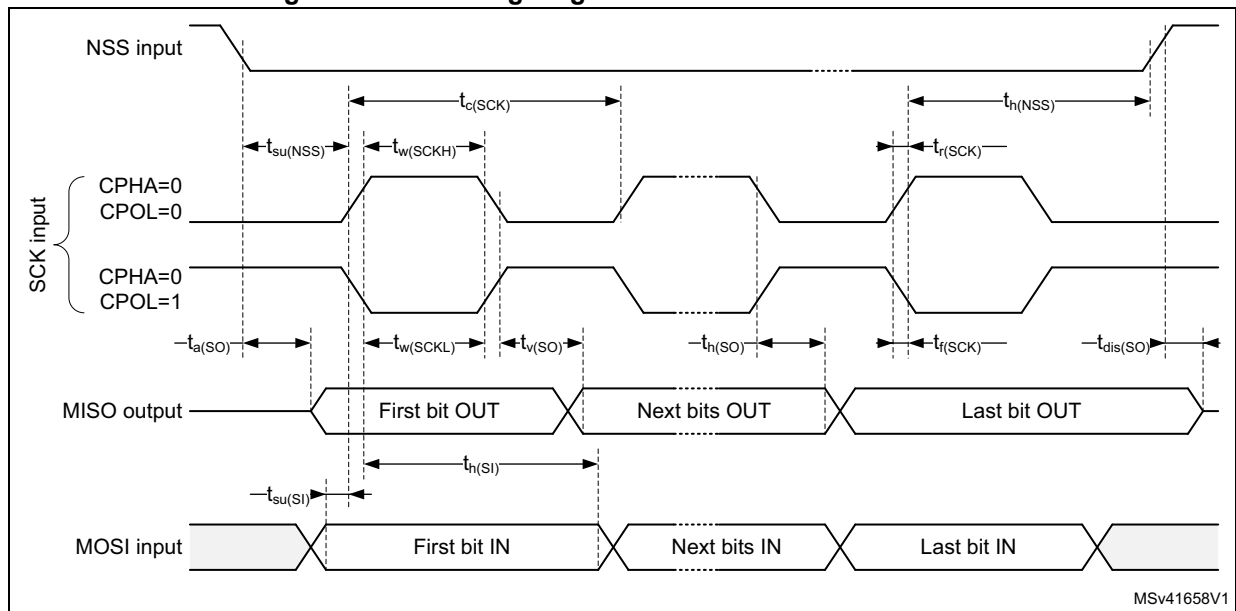 NSS input
tc(SCK)
th(NSS)
tsu(NSS)
tw(SCKH)
tr(SCK)
SCK input
CPHA=0
CPOL=0
CPHA=0
CPOL=1
ta(SO)
tw(SCKL)
tv(SO)
th(SO)
tf(SCK)
tdis(SO)
MISO output
First bit OUT
Next bits OUT
Last bit OUT
th(SI)
tsu(SI)
MOSI input
First bit IN
Next bits IN
Last bit IN
MSv41658V1